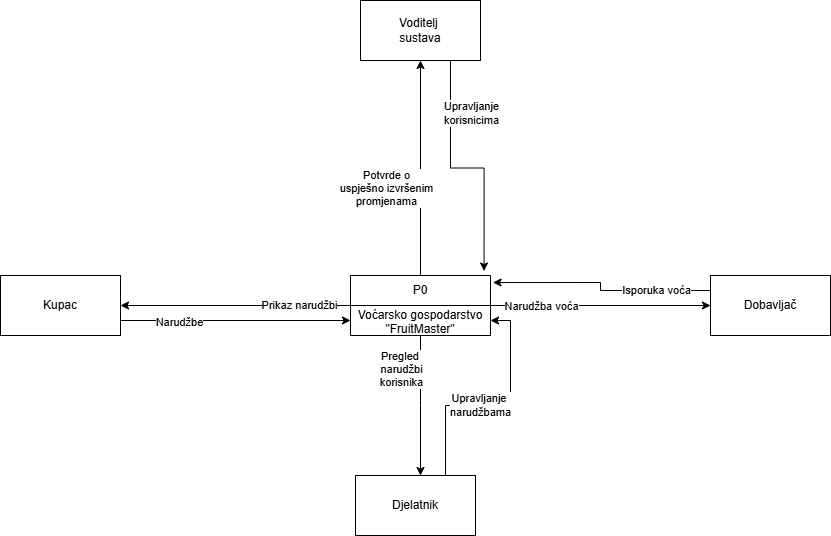 Voditelj
sustava
Upravljanje
korisnicima
Potvrde o
uspješno izvršenim
promjenama
Kupac
Prikaz narudžbi
Narudžbe
P0
Voćarsko gospodarstvo
"FruitMaster"
Isporuka voća
Narudžba voća
Dobavljač
Pregled
narudžbi
korisnika
Upravljanje
narudžbama
Djelatnik